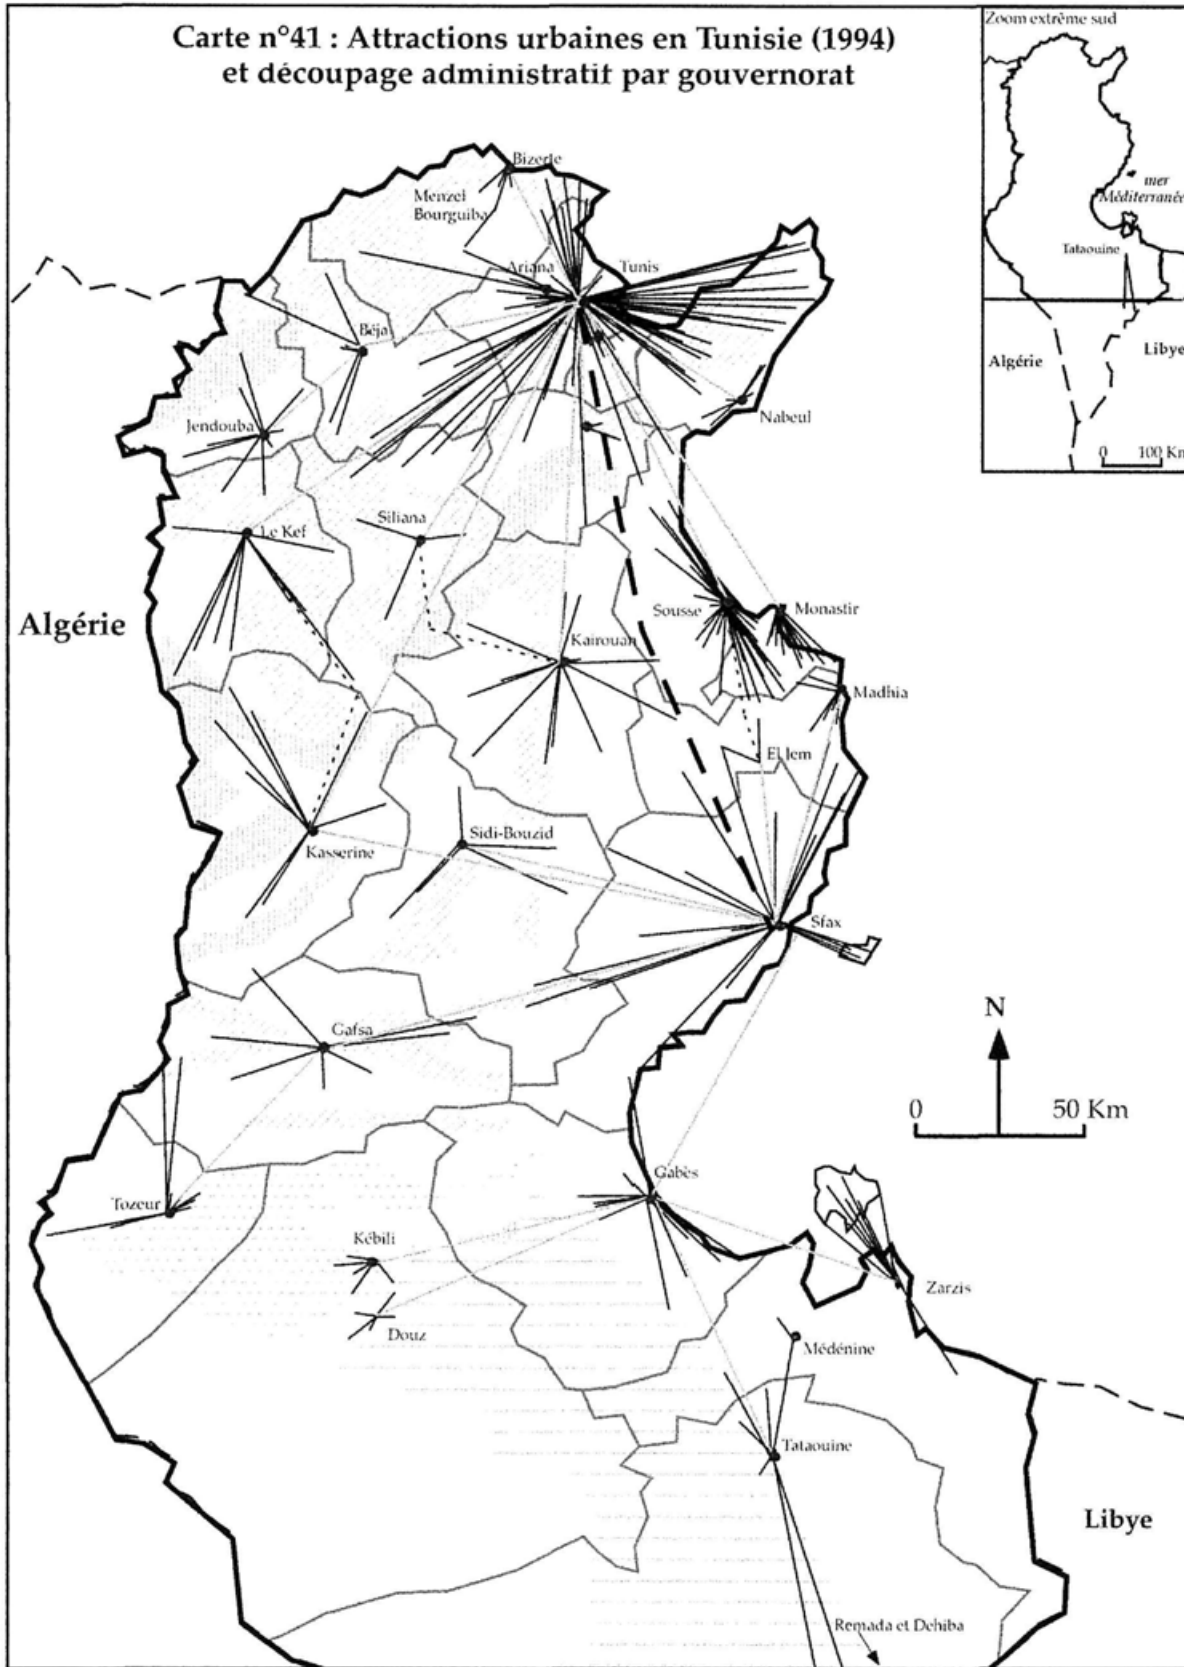 Carte n°41 : Attractions urbaines en Tunisie (1994)
et découpage administratif par gouvernorat
Zoom extrême sud
mer
Méditerranée
Tataouine
Algérie
Libye
0 100 Km
Bizerte
Menzel
Bourguiba
Ariana
Tunis
Béja
Nabeul
Jendouba
Le Kef
Siliana
Algérie
Sousse
Monastir
Kairouan
Madhia
El Jem
Kasserine
Sidi-Bouzid
Sfax
Gafsa
N
0 50 Km
Tozeur
Gabès
Kébili
Zarzis
Douz
Médénine
Tataouine
Libye
Remada et Dehiba